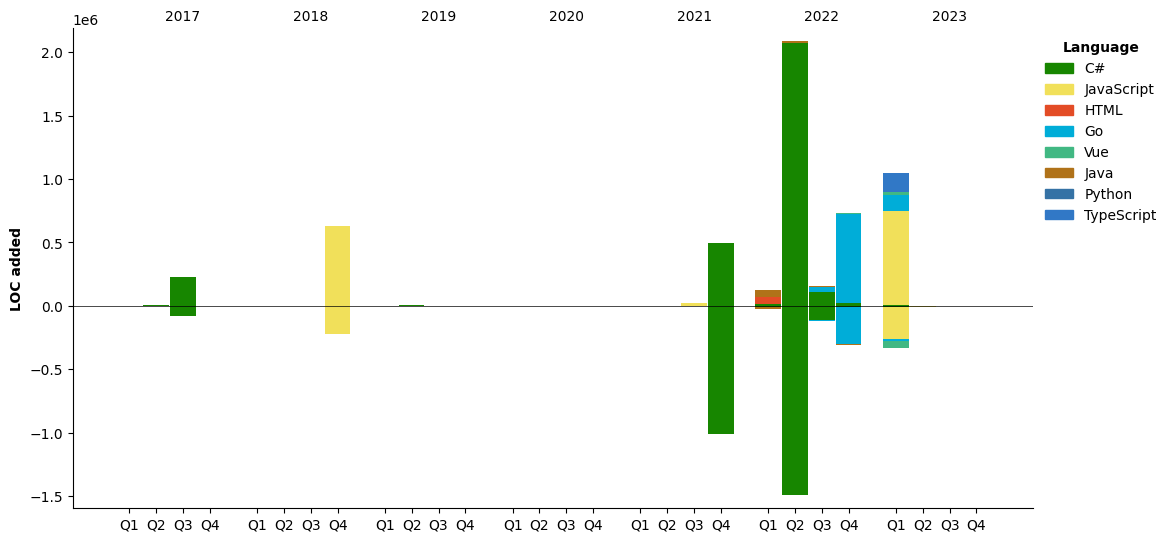 1e6
2017 2018 2019 2020 2021 2022 2023
LOC added
2.0
1.5
1.0
0.5
0.0
−0.5
−1.0
−1.5
Q1 Q2 Q3 Q4 Q1 Q2 Q3 Q4 Q1 Q2 Q3 Q4 Q1 Q2 Q3 Q4 Q1 Q2 Q3 Q4 Q1 Q2 Q3 Q4 Q1 Q2 Q3 Q4
Language
C#
JavaScript
HTML
Go
Vue
Java
Python
TypeScript